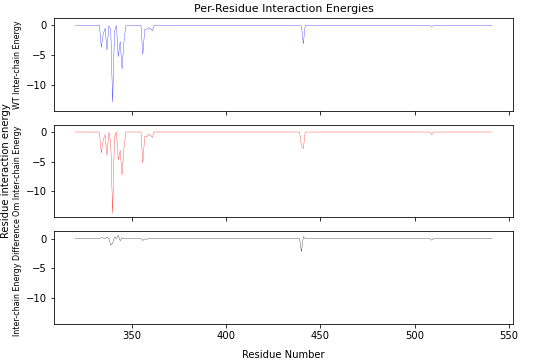 Per-Residue Interaction Energies
Residue interaction energy
WT Inter-chain Energy
0
−5
−10
Om Inter-chain Energy
0
−5
−10
Inter-chain Energy Difference
0
−5
−10
350
400
450
500
550
Residue Number